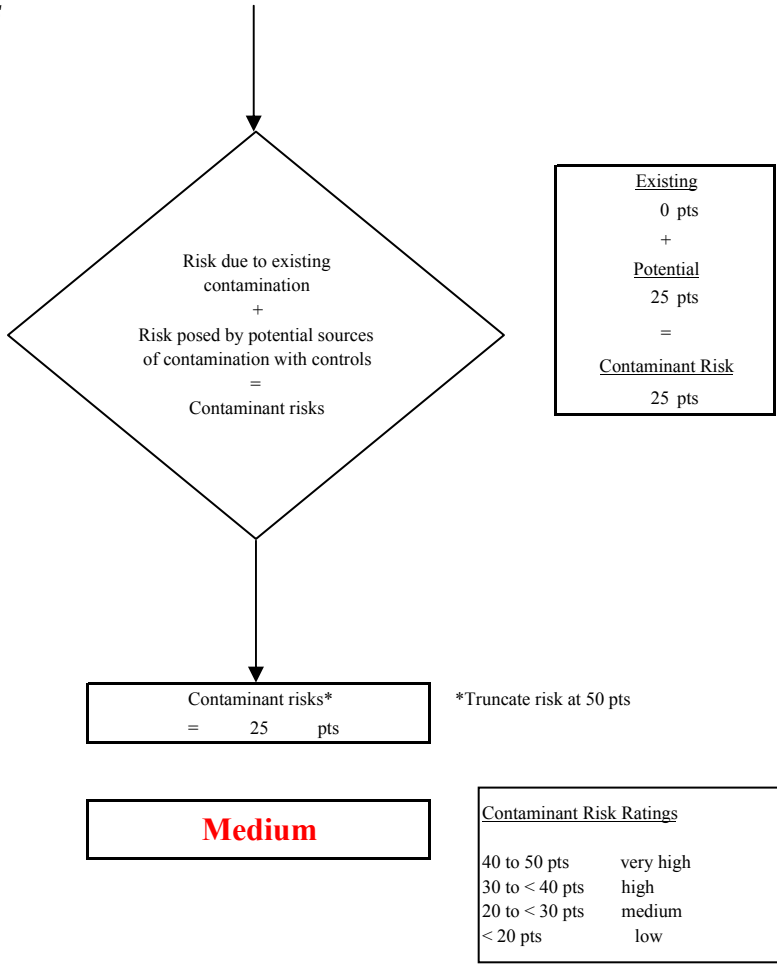 Risk due to existing
contamination
+
Risk posed by potential sources
of contamination with controls
=
Contaminant risks
Existing
0 pts
+
Potential
25 pts
=
Contaminant Risk
25 pts
Contaminant risks*
= 25 pts
*Truncate risk at 50 pts
Medium
Contaminant Risk Ratings
40 to 50 pts very high
30 to < 40 pts high
20 to < 30 pts medium
< 20 pts low